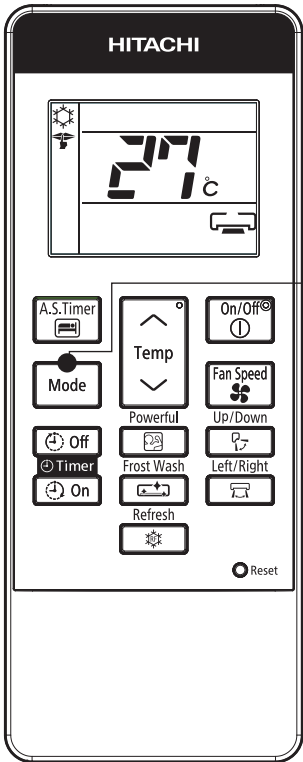 HITACHI
27°C
A.S.Timer
Temp
On/Off
Mode
Fan Speed
Powerful
Up/Down
Off
Timer
On
Frost Wash
Left/Right
Refresh
Reset